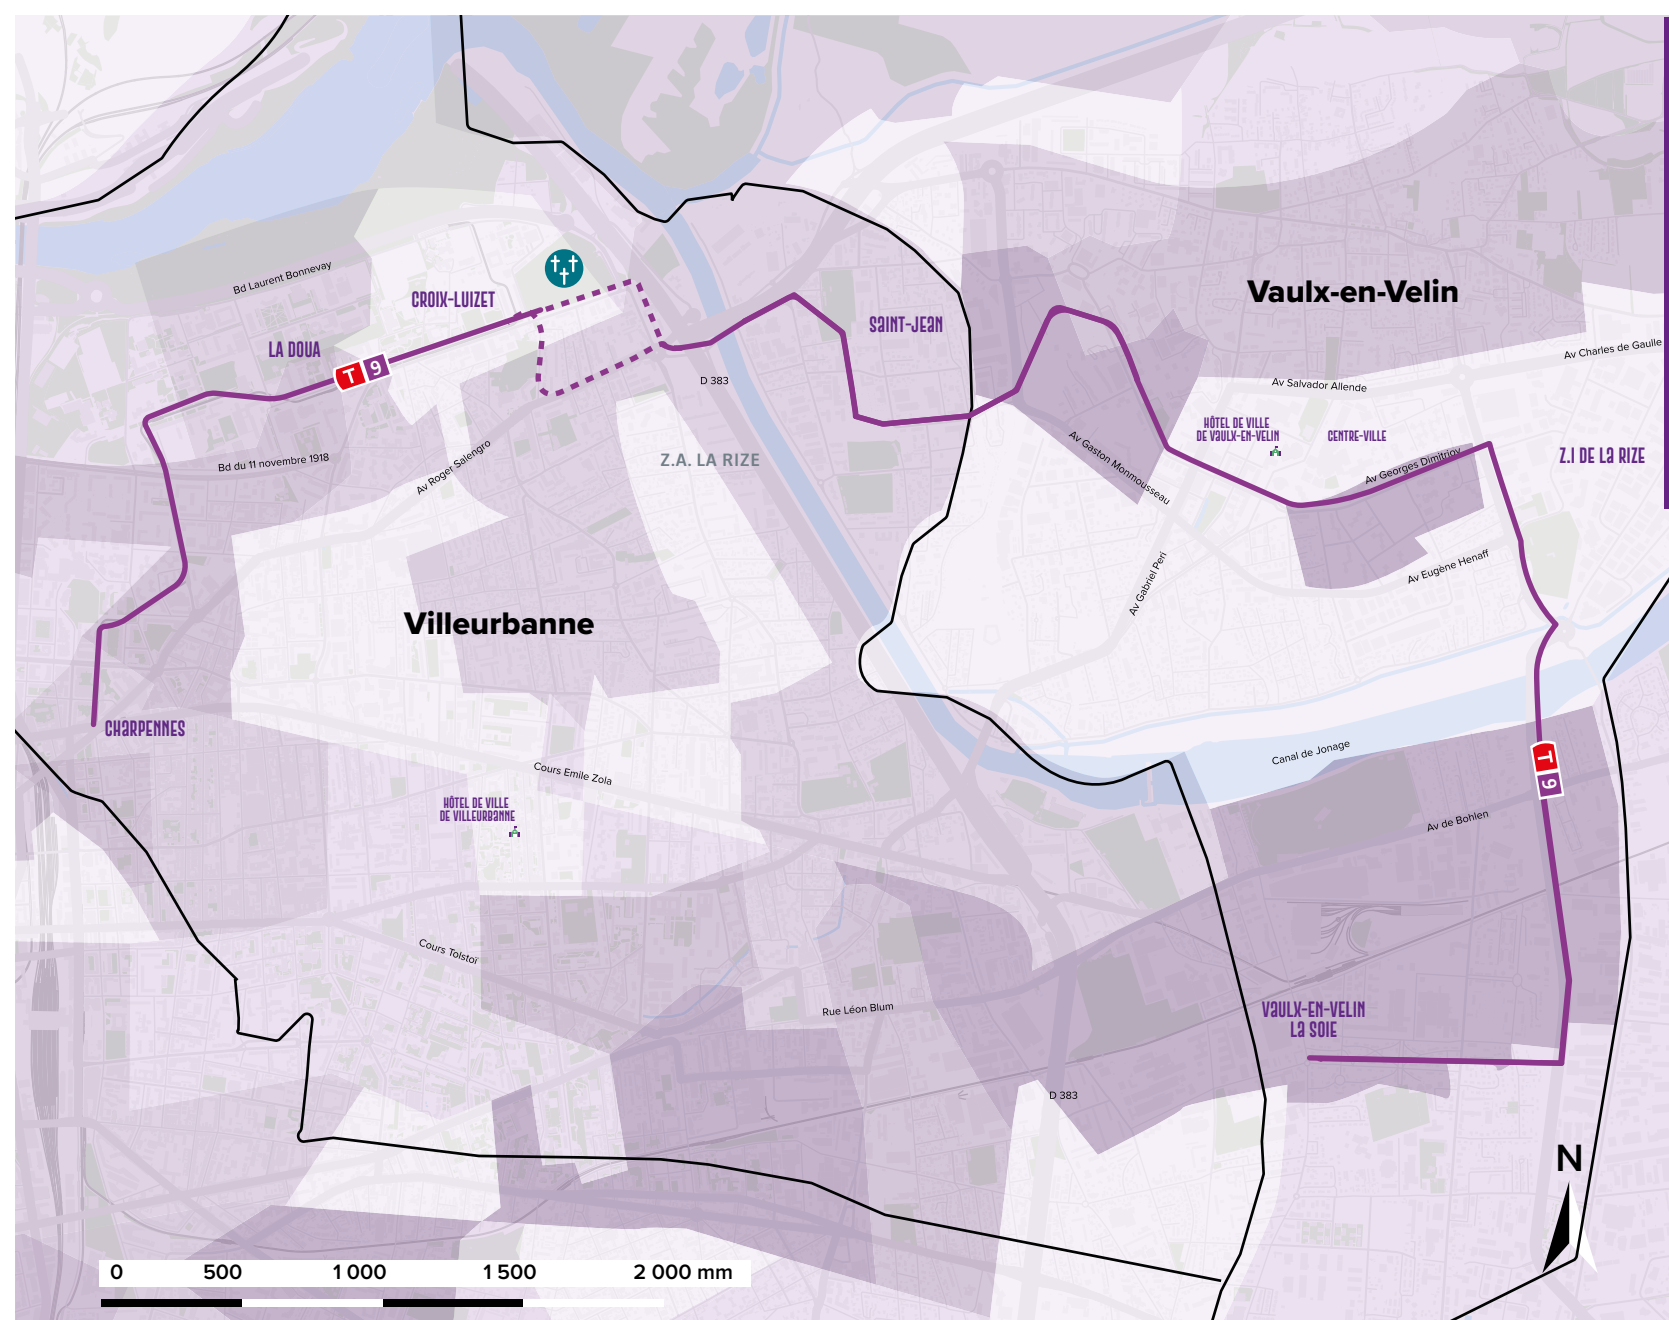 Vaulx-en-Velin
Bd Laurent Bonnevay
CROIX-LUIZET
SAINT-JEAN
LA DOUA
T 9
D 383
Av Charles de Gaulle
Av Salvador Allende
HÔTEL DE VILLE
DE VAULX-EN-VELIN
CENTRE-VILLE
Z.I DE LA RIZE
Bd du 11 novembre 1918
Av Roger Salengro
Z.A. LA RIZE
Av Gaston Monmousseau
Av Georges Dimitriov
Av Eugène Henaff
Av Gabriel Peri
Villeurbanne
CHARPENNES
Cours Emile Zola
Canal de Jonage
T 9
HÔTEL DE VILLE
DE VILLEURBANNE
Av de Bohlen
Cours Tolstoï
Rue Léon Blum
VAULX-EN-VELIN
LA SOIE
D 383
N
0 500 1 000 1 500 2 000 mm